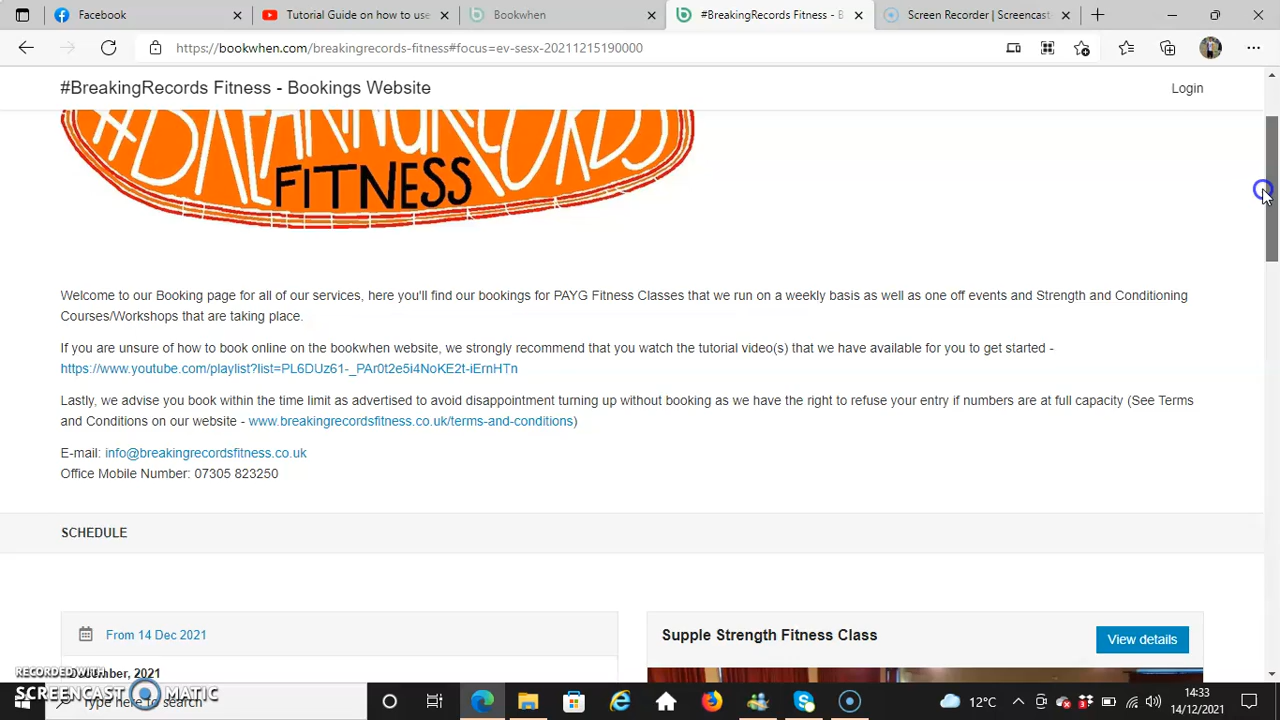 Facebook
Tutorial Guide on how to use
Bookwhen
#BreakingRecords Fitness - B
Screen Recorder | Screencast
https://bookwhen.com/breakingrecords-fitness#focus=ev-sesx-20211215190000
#BreakingRecords Fitness - Bookings Website
Login
#BREAKINGRECORDS
FITNESS
Welcome to our Booking page for all of our services, here you'll find our bookings for PAYG Fitness Classes that we run on a weekly basis as well as one off events and Strength and Conditioning
Courses/Workshops that are taking place.
If you are unsure of how to book online on the bookwhen website, we strongly recommend that you watch the tutorial video(s) that we have available for you to get started -
https://www.youtube.com/playlist?list=PL6DUz61-_PAr0t2e5i4NoKE2t-iErnHTn
Lastly, we advise you book within the time limit as advertised to avoid disappointment turning up without booking as we have the right to refuse your entry if numbers are at full capacity (See Terms
and Conditions on our website - www.breakingrecordsfitness.co.uk/terms-and-conditions)
E-mail: info@breakingrecordsfitness.co.uk
Office Mobile Number: 07305 823250
SCHEDULE
From 14 Dec 2021
Supple Strength Fitness Class
View details
December, 2021
RECORDED WITH
SCREENCAST MATIC
Type here to search
12°C
3
14:33
14/12/2021